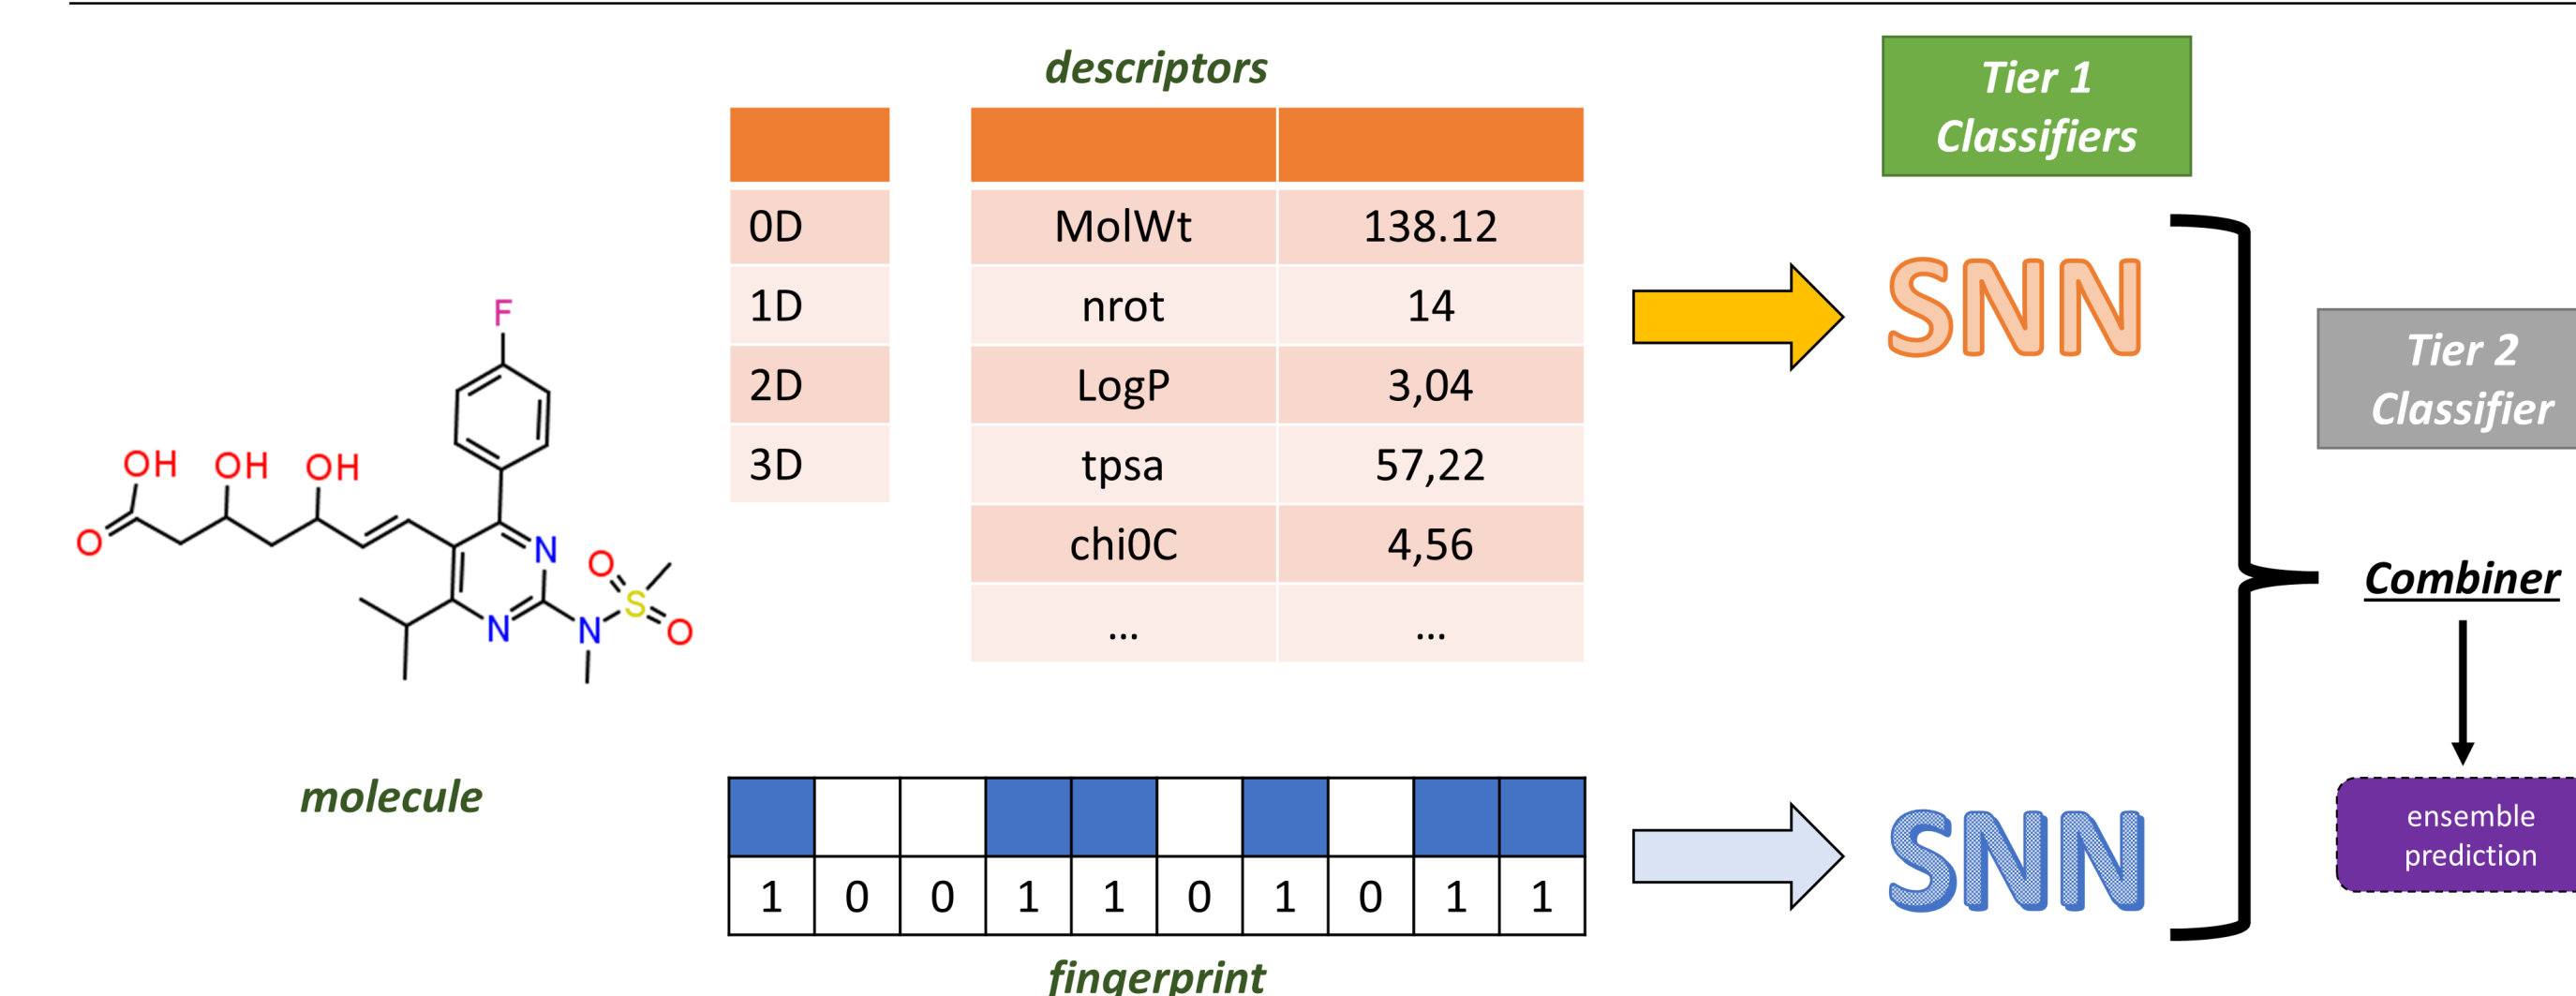 descriptors
0D
1D
2D
3D
MolWt 138.12
nrot 14
LogP 3,04
tpsa 57,22
chi0C 4,56
... ...
F
OH OH OH
O
N
N
N
O
S
O
molecule
1 0 0 1 1 0 1 0 1 1
fingerprint
Tier 1
Classifiers
SNN
SNN
Tier 2
Classifier
Combiner
ensemble
prediction